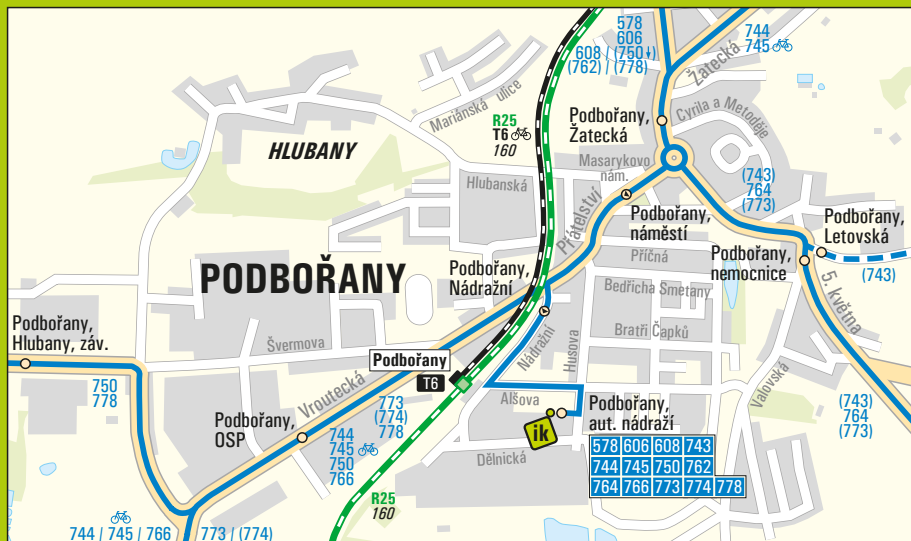 578
606
608 / (750)
(762) / (778)
744
745
Žatecká
Mariánská ulice
R25
T6
160
Podbořany,
Žatecká
Cyrila a Metoděje
HLUBANY
Masarykovo
nám.
Hlubanská
(743)
764
(773)
Přátelství
Podbořany,
náměstí
Podbořany,
Letovská
PODBOŘANY
Podbořany,
Nádražní
Příčná
Podbořany,
nemocnice
(743)
Bedřicha Smetany
5. května
Podbořany,
Hlubany, záv.
Bratří Čapků
Švermova
Nádražní
Husova
Podbořany
T6
Valovská
750
778
Vroutecká
773
(774)
778
Alšova
Podbořany,
aut. nádraží
(743)
764
(773)
Podbořany,
OSP
744
745
750
766
ik
Dělnická
578 606 608 743
744 745 750 762
764 766 773 774 778
R25
160
744 / 745 / 766
773 / (774)